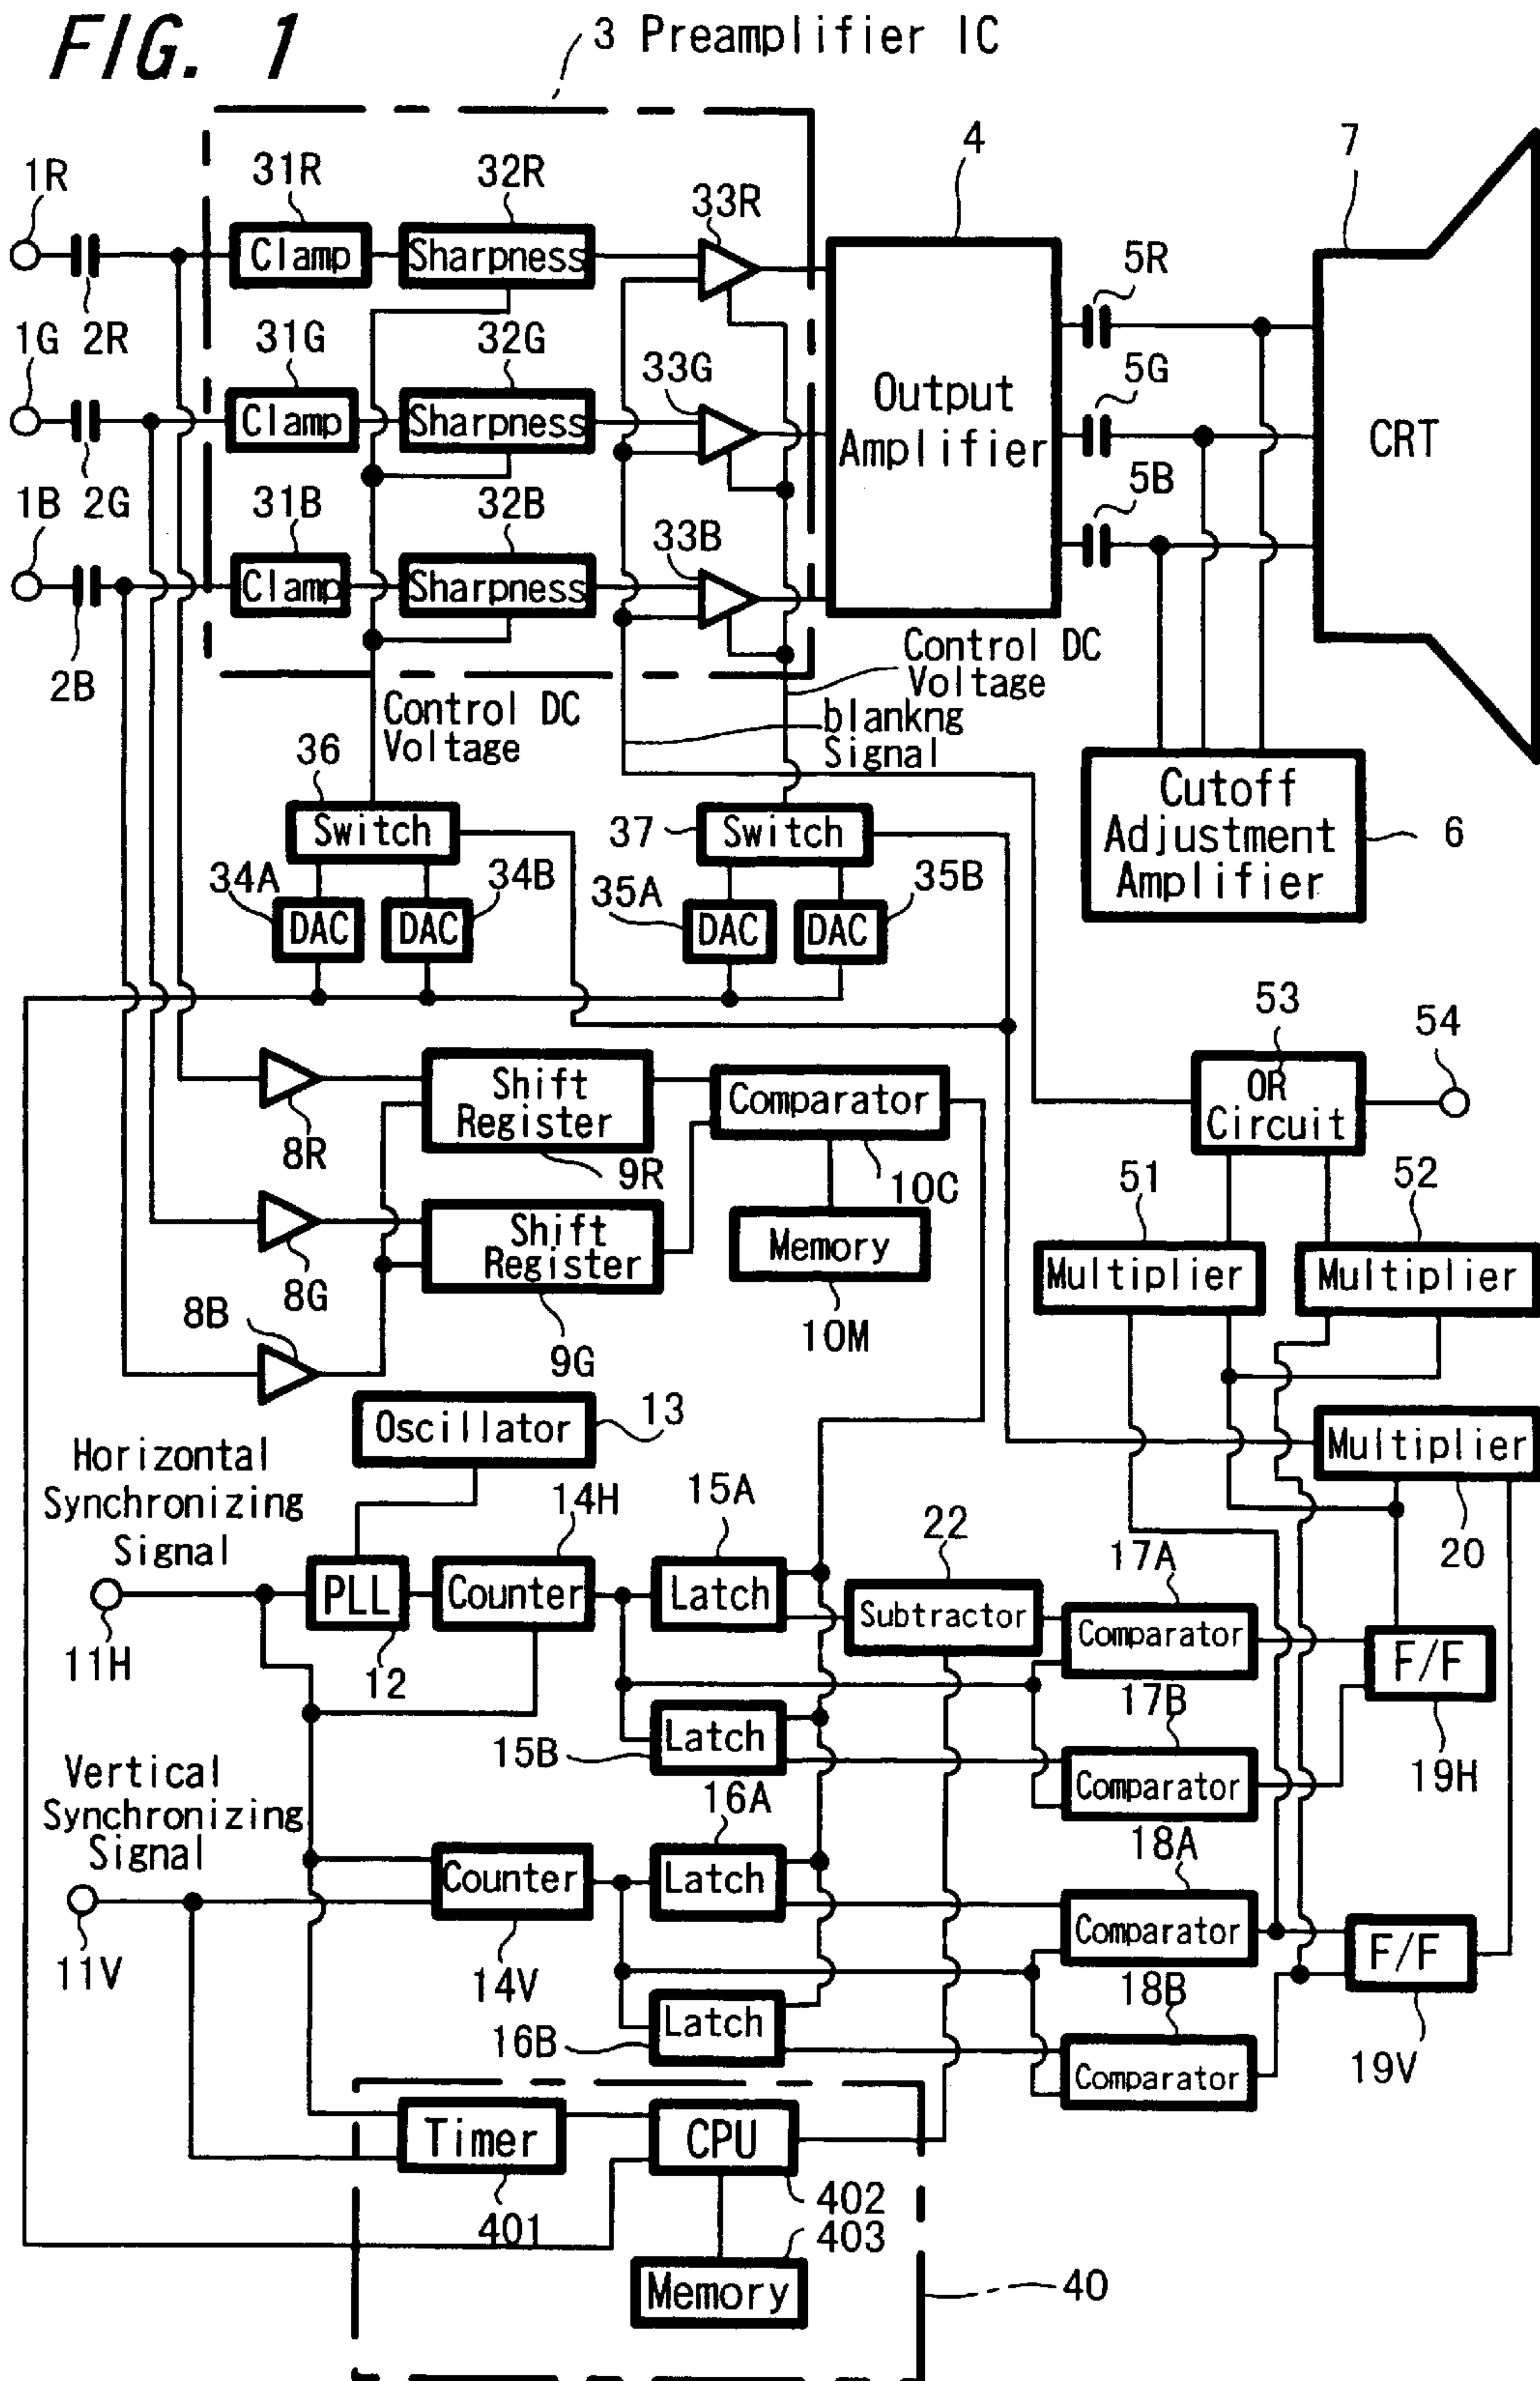 FIG. 1
3 Preamplifier IC
1R
31R
32R
33R
4
7
Clamp
Sharpness
2R
5R
1G
31G
32G
33G
5G
Clamp
Sharpness
Output
Amplifier
CRT
2G
5B
1B
31B
32B
33B
Clamp
Sharpness
2B
Control DC
Voltage
Control DC
Voltage
blankng
Signal
36
Switch
37
Switch
Cutoff
Adjustment
Amplifier
6
34A
34B
35A
35B
DAC
DAC
DAC
DAC
53
54
OR
Circuit
Shift
Register
Comparator
8R
9R
10C
51
52
Shift
Register
Memory
Multiplier
Multiplier
8G
8B
9G
10M
Oscillator
13
Multiplier
20
Horizontal
Synchronizing
Signal
14H
15A
22
17A
PLL
Counter
Latch
Subtractor
Comparator
F/F
11H
12
17B
Latch
15B
Comparator
19H
Vertical
Synchronizing
Signal
16A
18A
Counter
Latch
Comparator
F/F
11V
14V
18B
Latch
16B
Comparator
19V
Timer
CPU
401
402
403
Memory
40